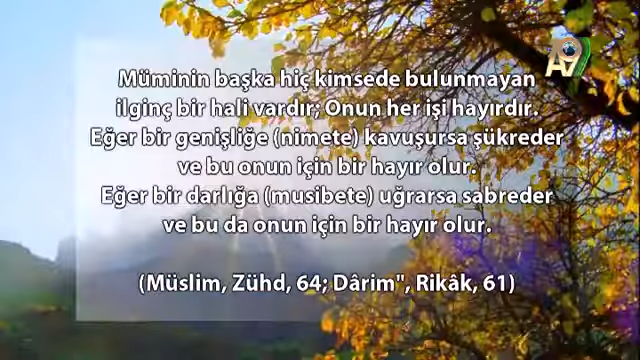 A9
Müminin başka hiç kimsede bulunmayan
ilginç bir hali vardır; Onun her işi hayırdır.
Eğer bir genişliğe (nimete) kavuşursa şükreder
ve bu onun için bir hayır olur.
Eğer bir darlığa (musibete) uğrarsa sabreder
ve bu da onun için bir hayır olur.
(Müslim, Zühd, 64; Dârim", Rikâk, 61)